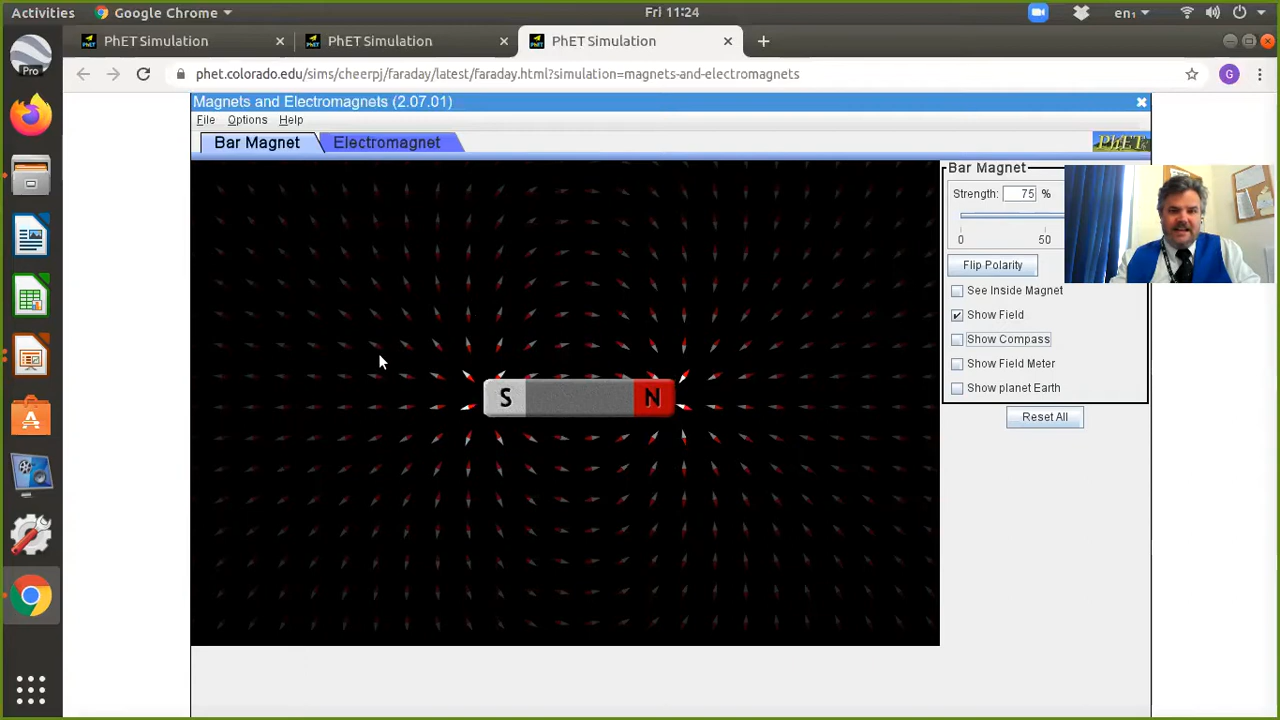 Activities
Google Chrome
Fri 11:24
en1
PhET Simulation
PhET Simulation
PhET Simulation
phet.colorado.edu/sims/cheerpj/faraday/latest/faraday.html?simulation=magnets-and-electromagnets
G
Pro
Magnets and Electromagnets (2.07.01)
File Options Help
Bar Magnet
Electromagnet
PhET
Bar Magnet
Strength: 75 %
0 50
Flip Polarity
See Inside Magnet
Show Field
Show Compass
Show Field Meter
Show planet Earth
Reset All
S
N